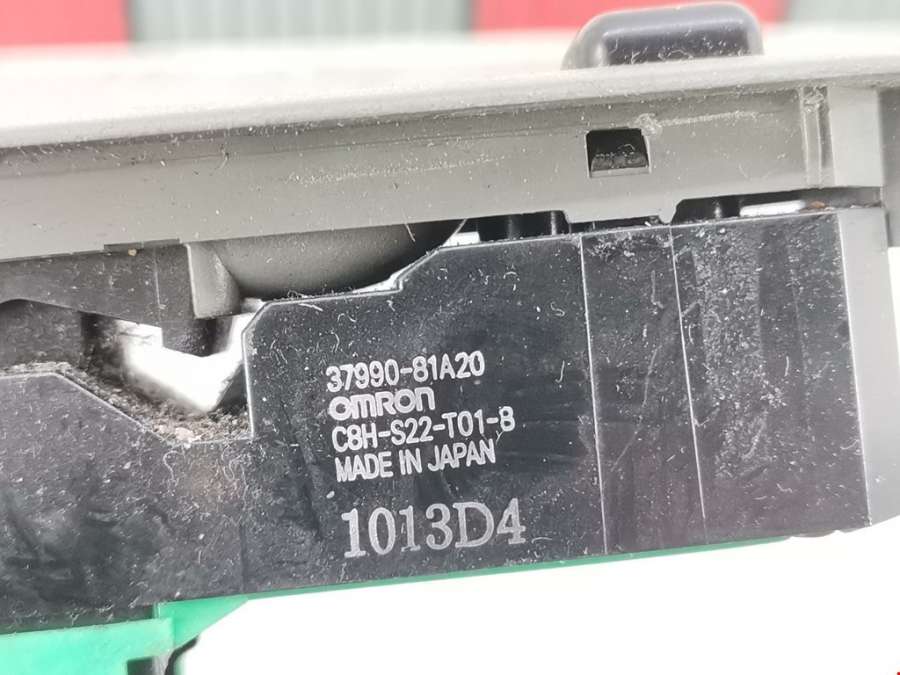 37990-81A20
omron
C8H-S22-T01-8
MADE IN JAPAN
1013D4